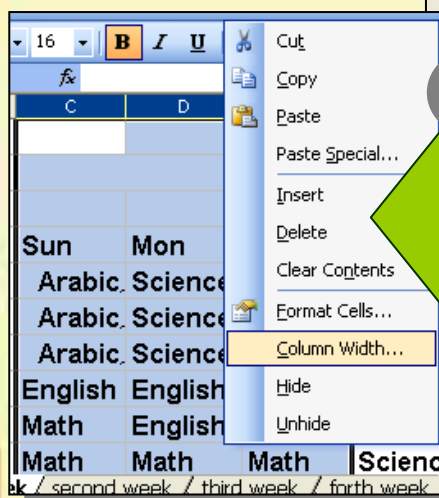 16 B I U
fx
C D
Cut
Copy
Paste
Paste Special...
Insert
Delete
Clear Contents
Format Cells...
Column Width...
Hide
Unhide
Sun Mon
Arabic Science
Arabic Science
Arabic Science
English English
Math English
Math Math Math Scienc
ek / second week / third week / forth week